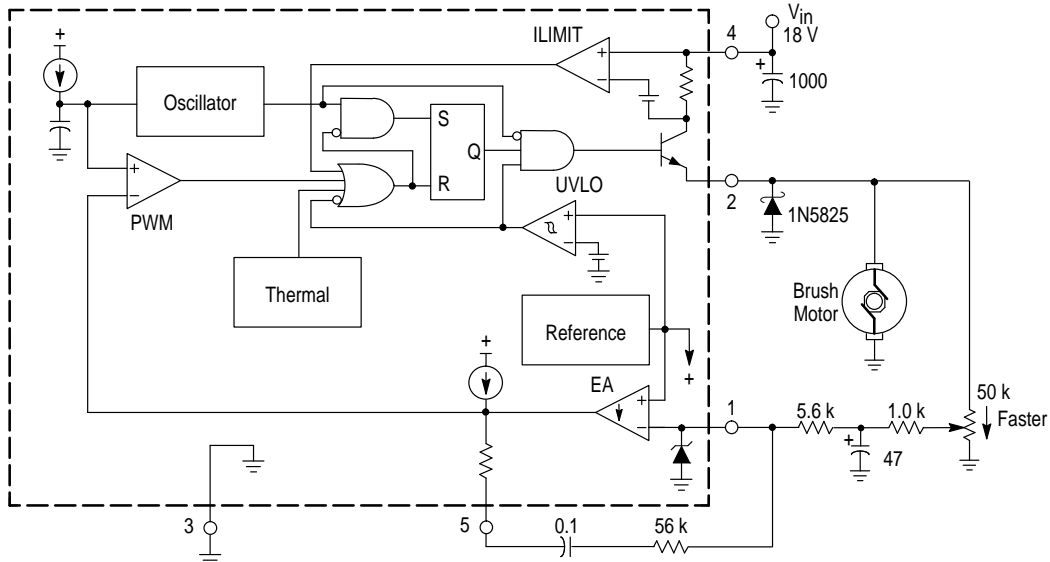 ILIMIT
+
−
4
Vin
18 V
+
1000
+
Oscillator
S
Q
R
+
−
PWM
UVLO
+
−
2
1N5825
Thermal
Brush
Motor
Reference
+
+
EA
+
−
1
5.6 k
1.0 k
50 k
Faster
+
47
3
5
0.1
56 k